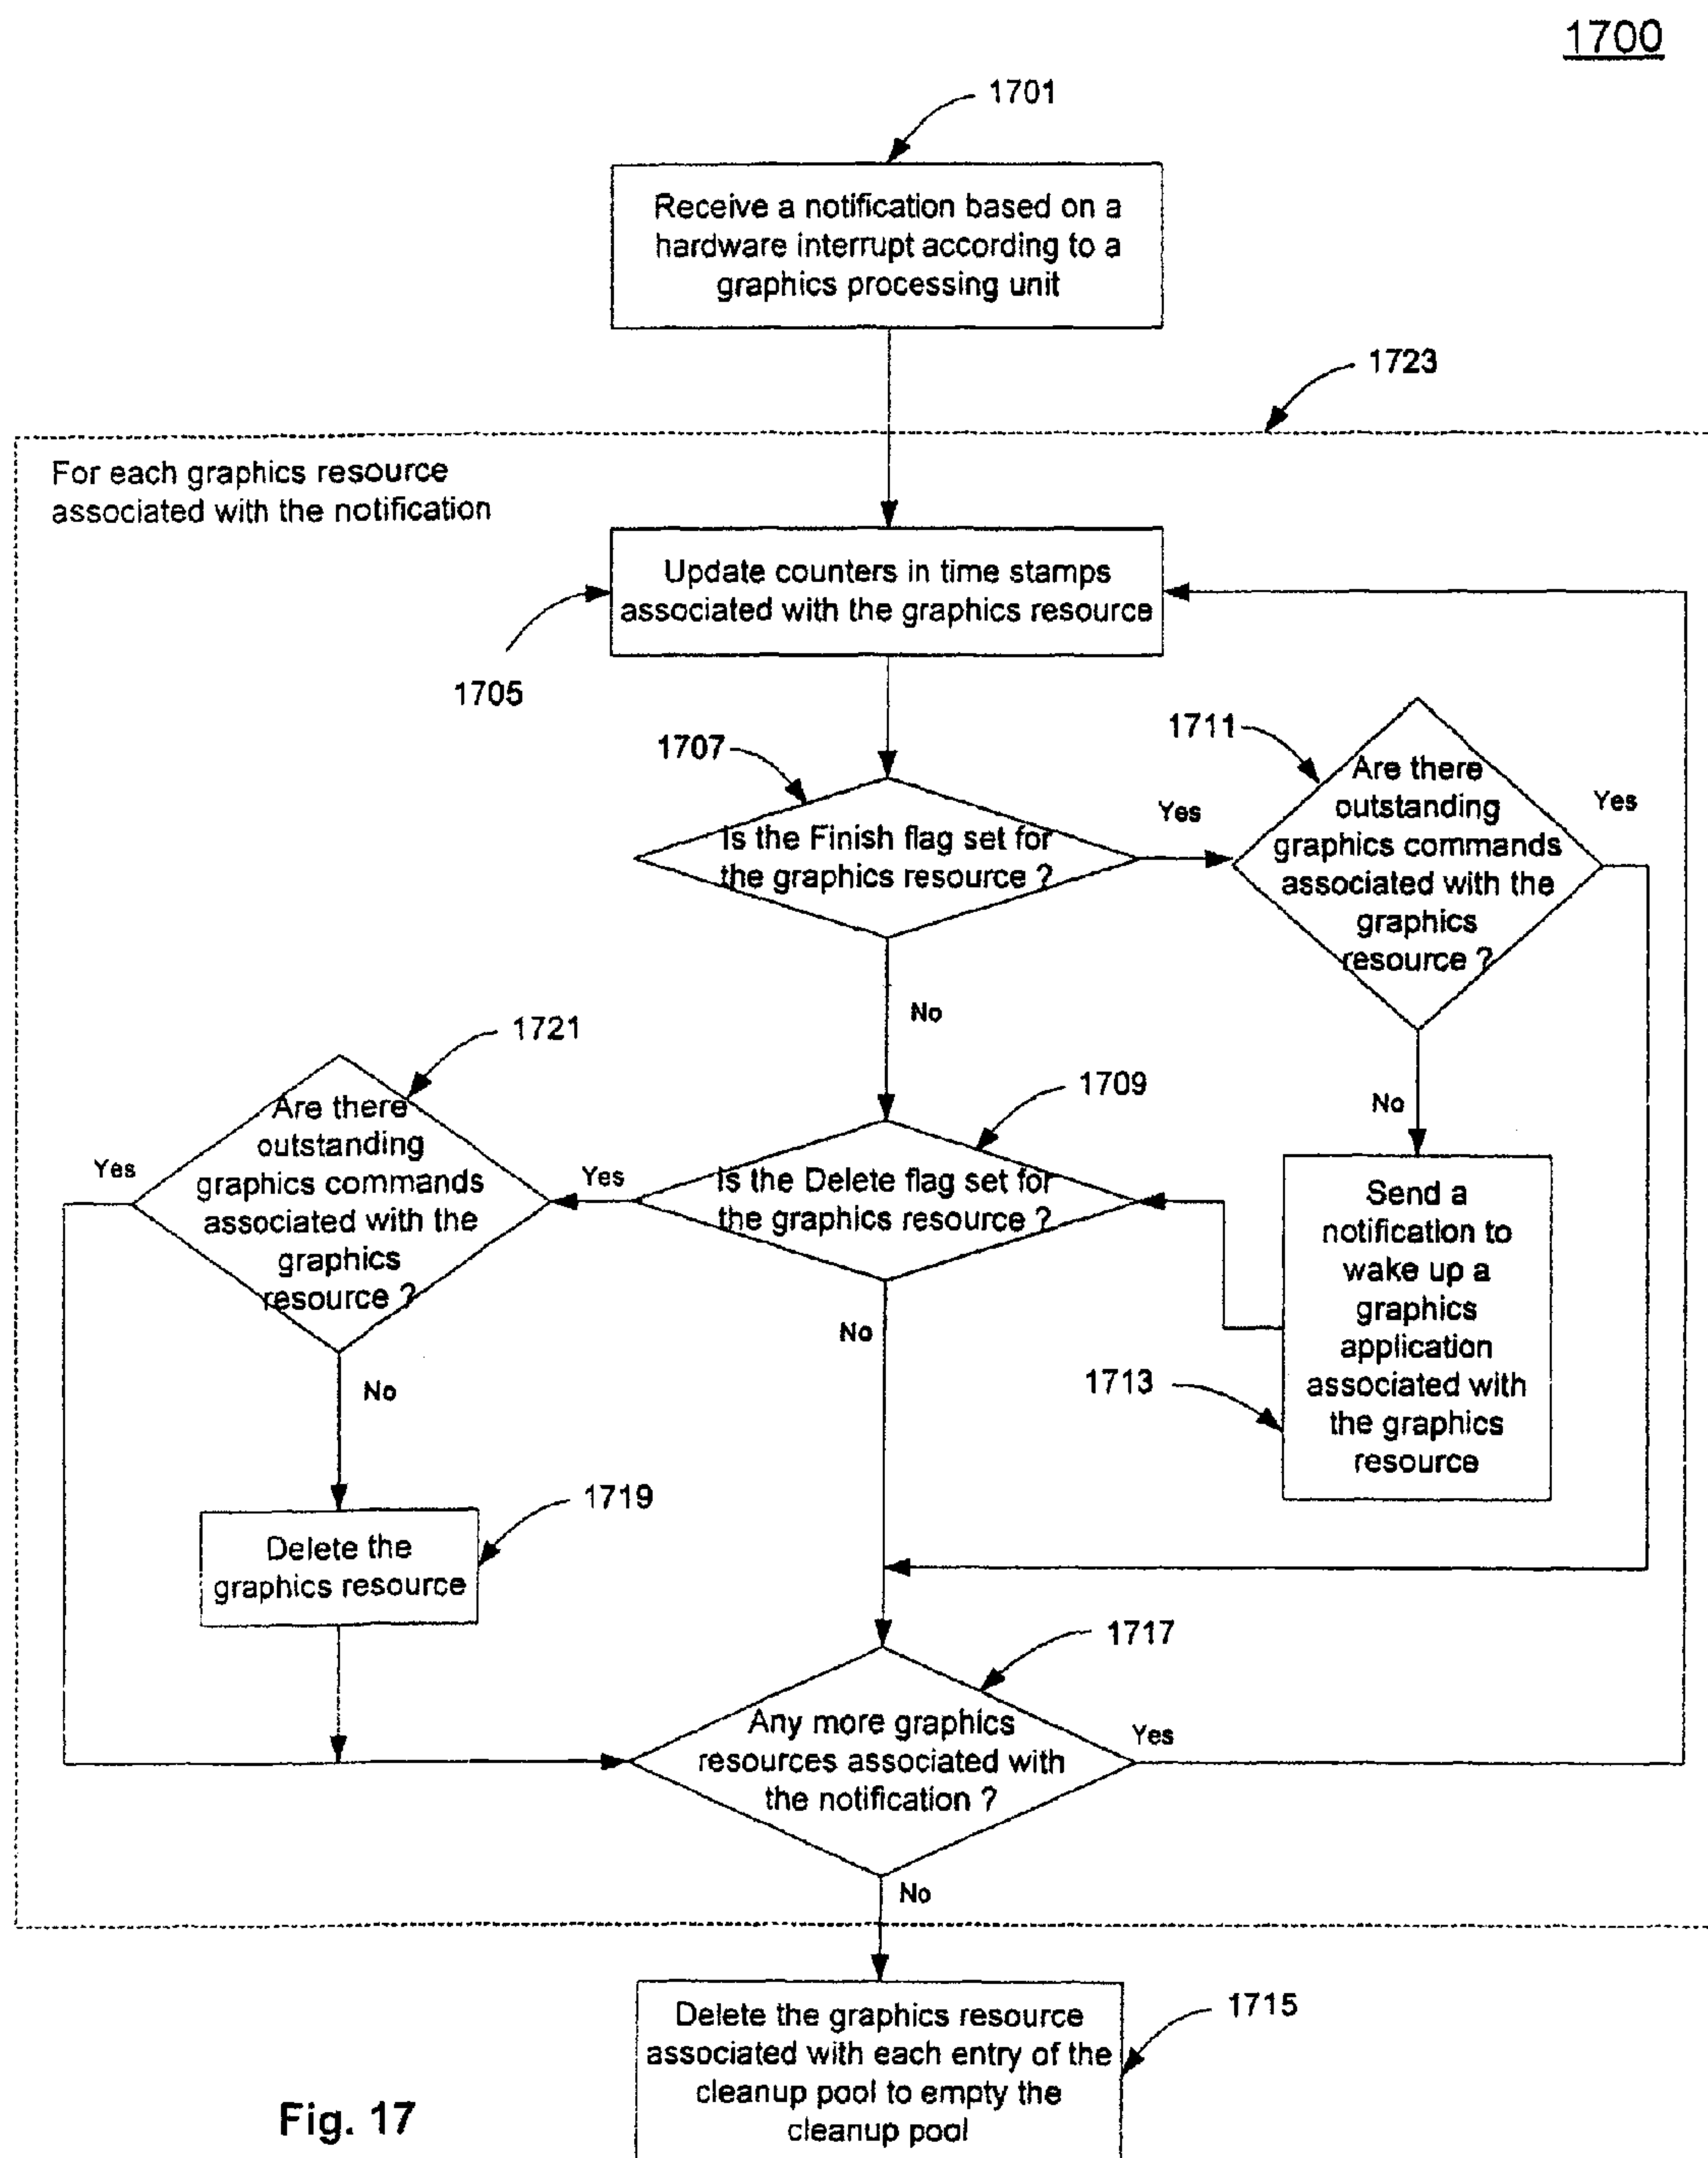 1700
1701
Receive a notification based on a
hardware interrupt according to a
graphics processing unit
1723
For each graphics resource
associated with the notification
Update counters in time stamps
associated with the graphics resource
1705
1707
Is the Finish flag set for
the graphics resource ?
Yes
1711
Are there
outstanding
graphics commands
associated with the
graphics
resource ?
Yes
No
No
1721
Are there
outstanding
graphics commands
associated with the
graphics
resource ?
Yes
Yes
1709
Is the Delete flag set for
the graphics resource ?
Send a
notification to
wake up a
graphics
application
associated with
the graphics
resource
1713
No
No
1719
Delete the
graphics resource
1717
Any more graphics
resources associated with
the notification ?
Yes
No
1715
Delete the graphics resource
associated with each entry of the
cleanup pool to empty the
cleanup pool
Fig. 17